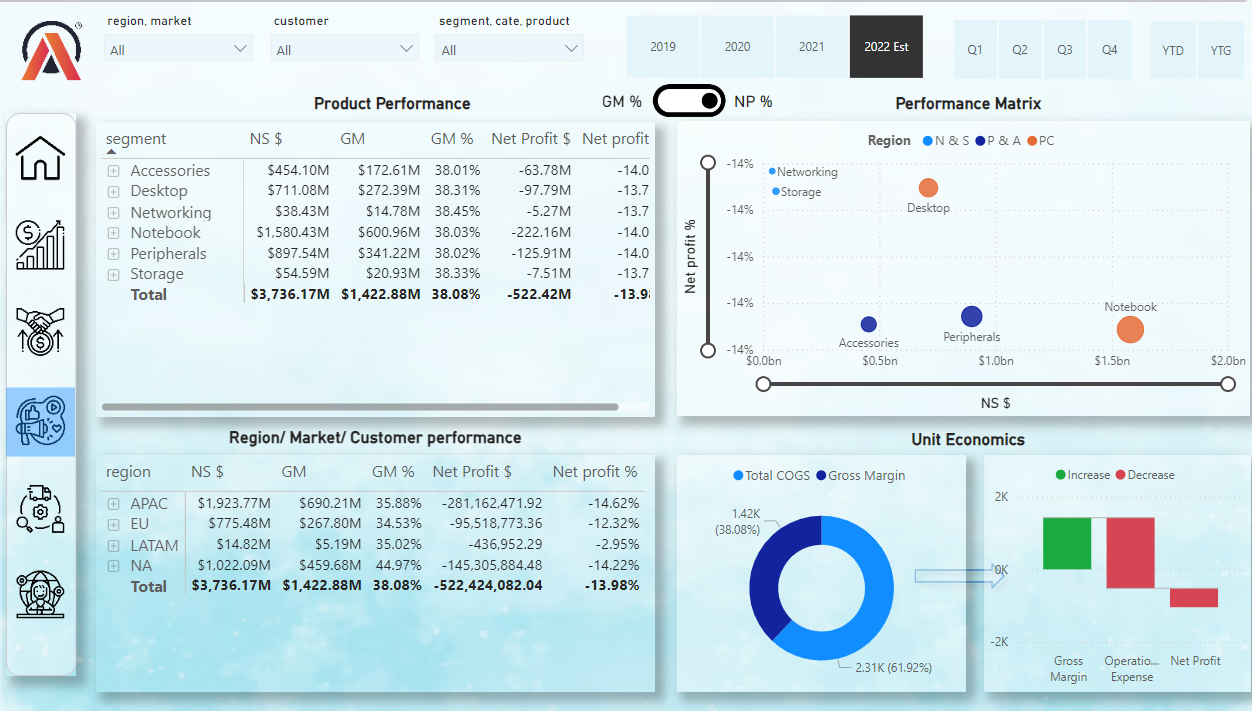 region, market
customer
segment, cate, product
All
All
All
2019
2020
2021
2022 Est
Q1
Q2
Q3
Q4
YTD
YTG
Product Performance
GM %
NP %
Performance Matrix
segment NS $ GM GM % Net Profit $ Net profit
Accessories $454.10M $172.61M 38.01% -63.78M -14.0
Desktop $711.08M $272.39M 38.31% -97.79M -13.7
Networking $38.43M $14.78M 38.45% -5.27M -13.7
Notebook $1,580.43M $600.96M 38.03% -222.16M -14.0
Peripherals $897.54M $341.22M 38.02% -125.91M -14.0
Storage $54.59M $20.93M 38.33% -7.51M -13.7
Total $3,736.17M $1,422.88M 38.08% -522.42M -13.9
Region N & S P & A PC
-14%
-14%
-14%
-14%
-14%
Net profit %
Networking
Storage
Desktop
Accessories
Peripherals
Notebook
$0.0bn $0.5bn $1.0bn $1.5bn $2.0bn
NS $
Region/ Market/ Customer performance
region NS $ GM GM % Net Profit $ Net profit %
APAC $1,923.77M $690.21M 35.88% -281,162,471.92 -14.62%
EU $775.48M $267.80M 34.53% -95,518,773.36 -12.32%
LATAM $14.82M $5.19M 35.02% -436,952.29 -2.95%
NA $1,022.09M $459.68M 44.97% -145,305,884.48 -14.22%
Total $3,736.17M $1,422.88M 38.08% -522,424,082.04 -13.98%
Unit Economics
Total COGS Gross Margin
1.42K
(38.08%)
2.31K (61.92%)
Increase Decrease
2K
0K
-2K
Gross
Margin
Operatio...
Expense
Net Profit